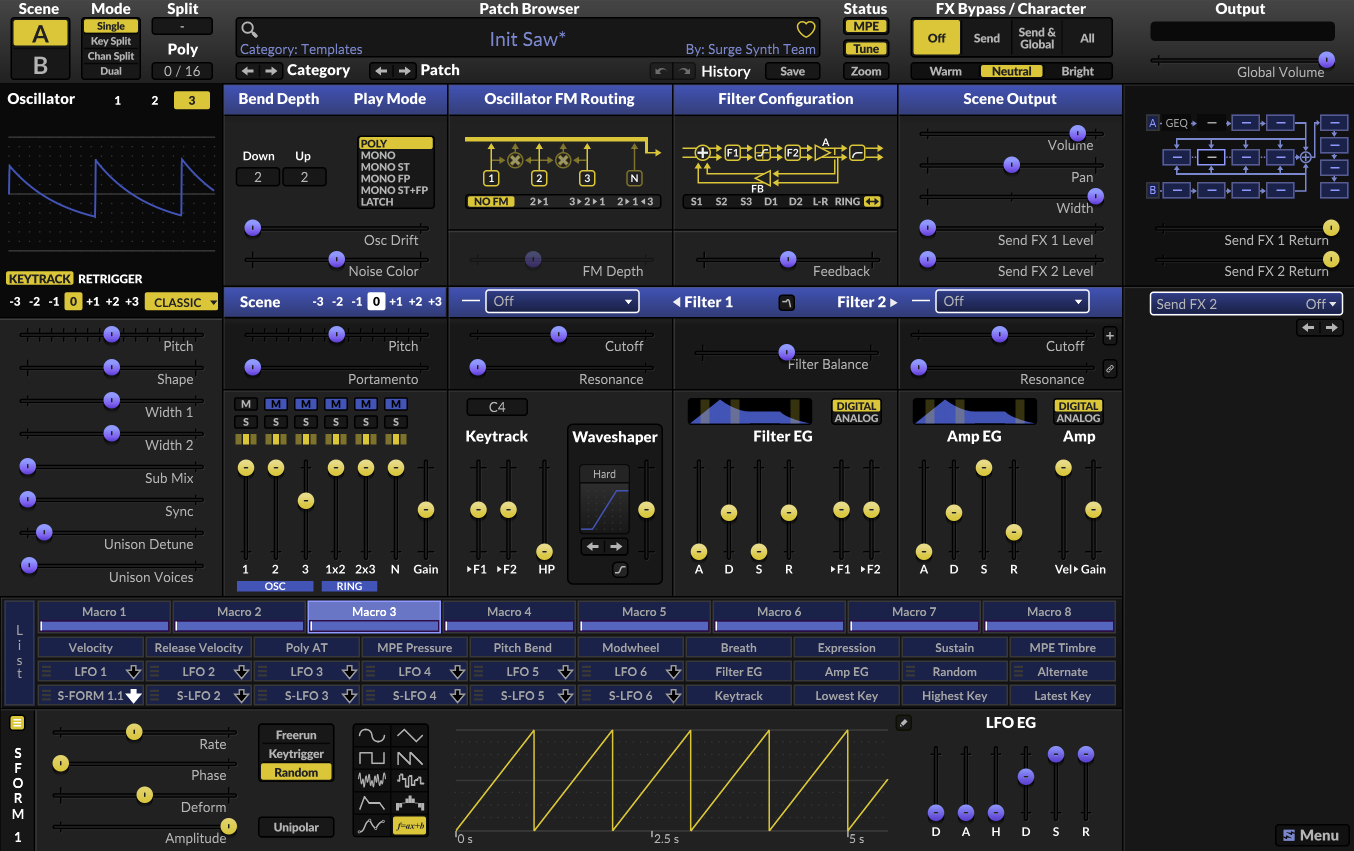 Scene Mode Split Patch Browser Status FX Bypass / Character Output
A Single - MPE Off Send Send & Global All
Key Split Category: Templates Init Saw* By: Surge Synth Team
B Chan Split Poly Tune
Dual 0 / 16 Category Patch History Save Zoom Warm Neutral Bright Global Volume
Oscillator 1 2 3 Bend Depth Play Mode Oscillator FM Routing Filter Configuration Scene Output
Down Up
2 2
POLY
MONO
MONO ST
MONO FP
MONO ST+FP
LATCH
1 2 3 N
NO FM 2▸1 3▸2▸1 2▸1◂3
F1 F2 A
FB
S1 S2 S3 D1 D2 L-R RING
Volume
Pan
Width
Send FX 1 Level
Send FX 2 Level
A GEQ
B
Send FX 1 Return
Send FX 2 Return
Osc Drift
Noise Color
FM Depth
Feedback
KEYTRACK RETRIGGER
-3 -2 -1 0 +1 +2 +3 CLASSIC
Scene -3 -2 -1 0 +1 +2 +3 Off Filter 1 Filter 2 Off
Send FX 2 Off
Pitch
Shape
Width 1
Width 2
Sub Mix
Sync
Unison Detune
Unison Voices
Pitch
Portamento
Cutoff
Resonance
Filter Balance
Cutoff
Resonance
M M M M M M
S S S S S S
1 2 3 1x2 2x3 N Gain
OSC RING
C4
Keytrack
F1 F2 HP
Waveshaper
Hard
DIGITAL
ANALOG
Filter EG
A D S R F1 F2
DIGITAL
ANALOG
Amp EG Amp
A D S R Vel Gain
List
Macro 1 Macro 2 Macro 3 Macro 4 Macro 5 Macro 6 Macro 7 Macro 8
Velocity Release Velocity Poly AT MPE Pressure Pitch Bend Modwheel Breath Expression Sustain MPE Timbre
LFO 1 LFO 2 LFO 3 LFO 4 LFO 5 LFO 6 Filter EG Amp EG Random Alternate
S-FORM 1.1 S-LFO 2 S-LFO 3 S-LFO 4 S-LFO 5 S-LFO 6 Keytrack Lowest Key Highest Key Latest Key
SFORM 1
Rate
Phase
Deform
Amplitude
Freerun
Keytrigger
Random
Unipolar
f=ax+b
0 s 2.5 s 5 s
LFO EG
D A H D S R
Menu